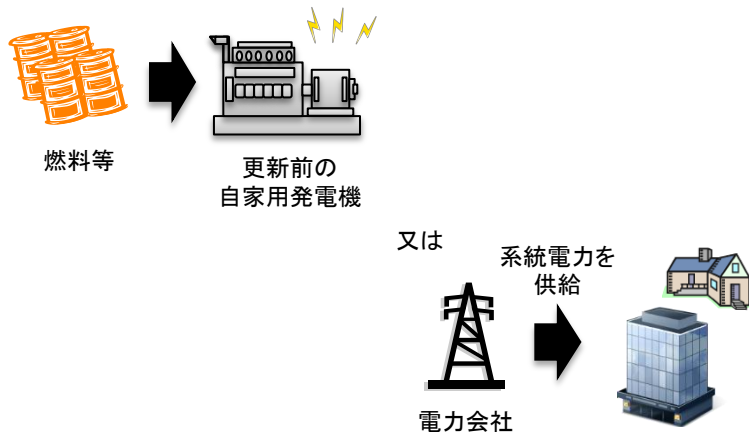 燃料等
更新前の
自家用発電機
又は
系統電力を
供給
電力会社